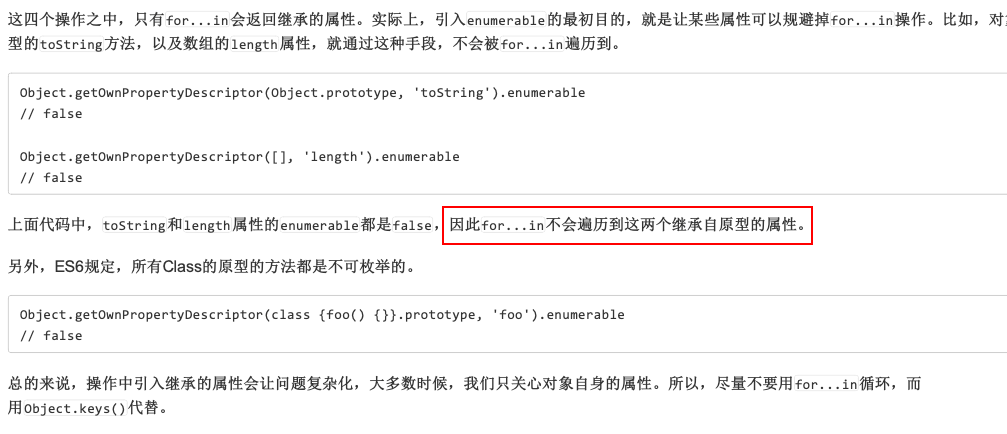 这四个操作之中，只有for...in会返回继承的属性。实际上，引入enumerable的最初目的，就是让某些属性可以规避掉for...in操作。比如，对
型的toString方法，以及数组的length属性，就通过这种手段，不会被for...in遍历到。
Object.getOwnPropertyDescriptor(Object.prototype, 'toString').enumerable
// false
Object.getOwnPropertyDescriptor([], 'length').enumerable
// false
上面代码中，toString和length属性的enumerable都是false，因此for...in不会遍历到这两个继承自原型的属性。
另外，ES6规定，所有Class的原型的方法都是不可枚举的。
Object.getOwnPropertyDescriptor(class {foo() {}}.prototype, 'foo').enumerable
// false
总的来说，操作中引入继承的属性会让问题复杂化，大多数时候，我们只关心对象自身的属性。所以，尽量不要用for...in循环，而
用Object.keys()代替。